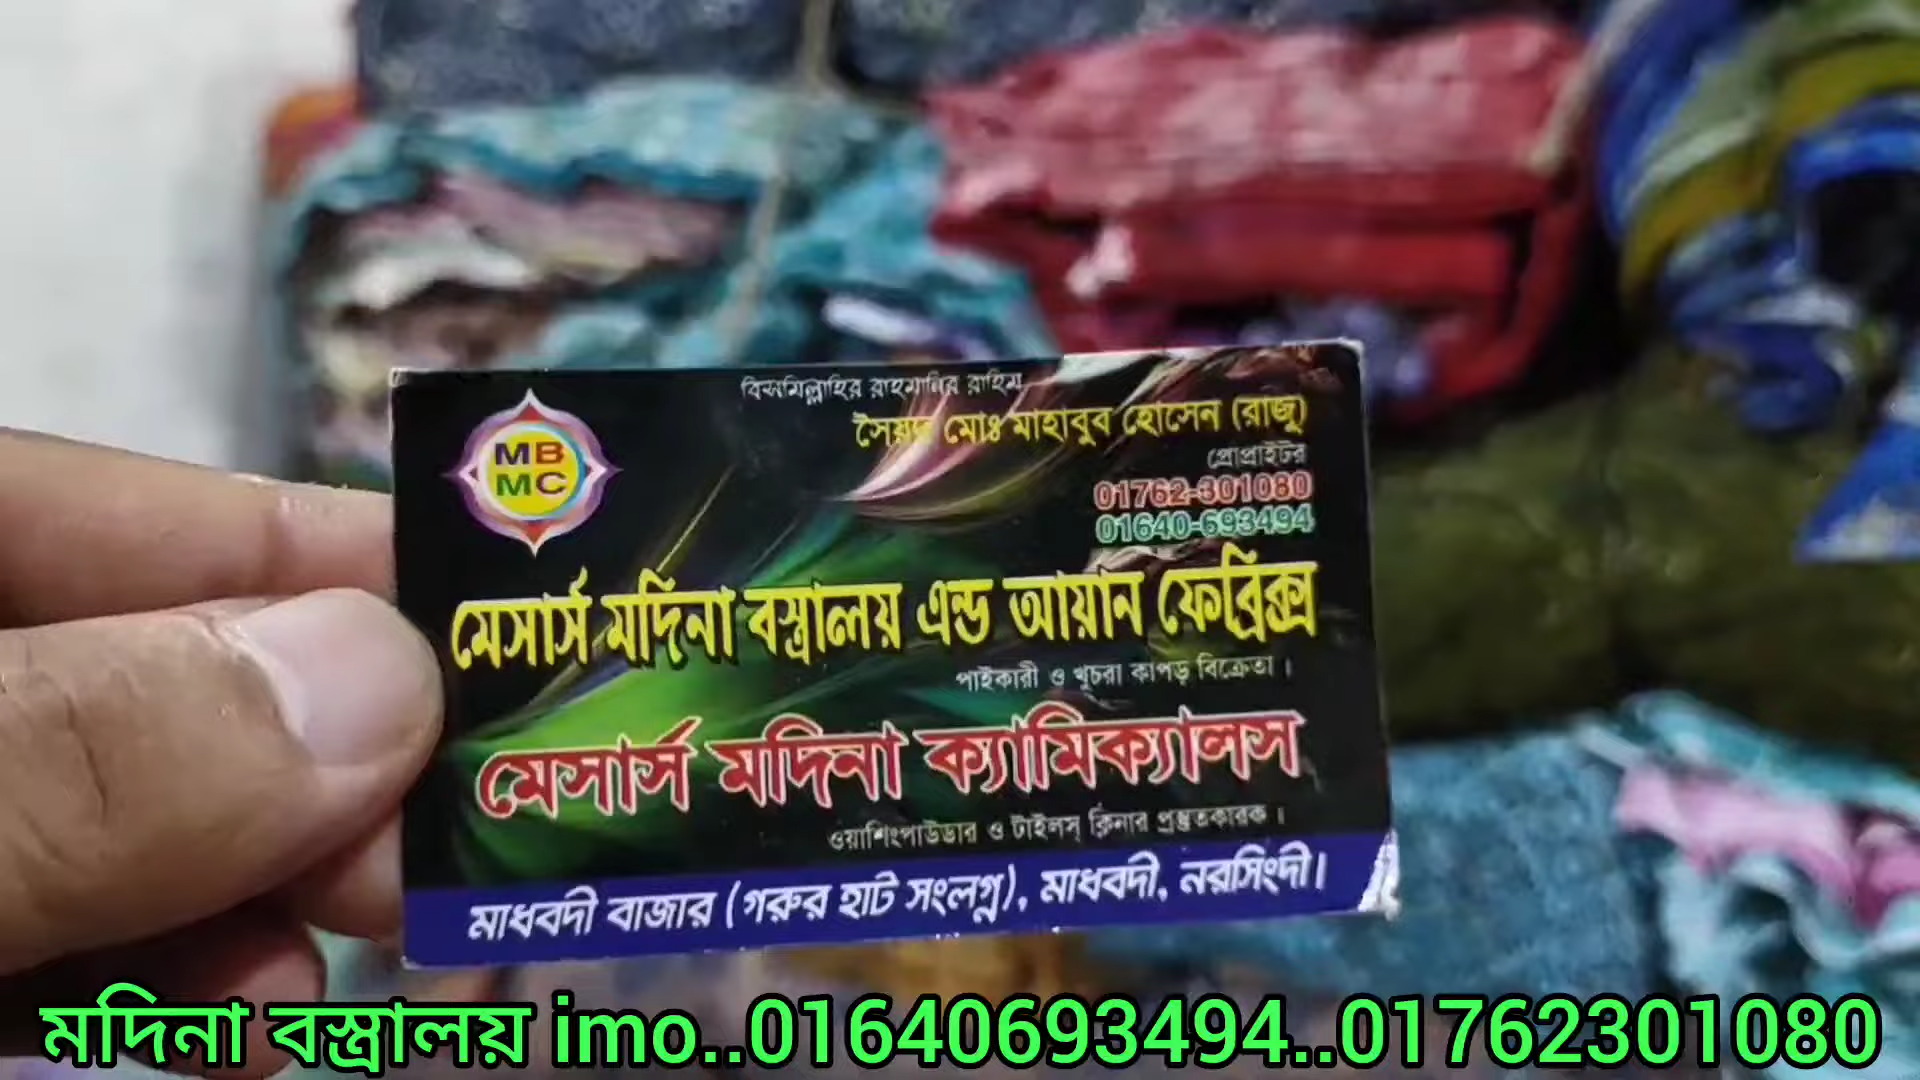 বিসমিল্লাহির রাহমানির রাহিম
MB
MC
সৈয়দ মোঃ মাহাবুব হোসেন (রাজু)
প্রোপ্রাইটর
01762-301080
01640-693494
মেসার্স মদিনা বস্ত্রালয় এন্ড আয়ান ফেব্রিক্স
পাইকারী ও খুচরা কাপড় বিক্রেতা।
মেসার্স মদিনা ক্যামিক্যালস
ওয়াশিংপাউডার ও টাইলস্ ক্লিনার প্রস্তুতকারক।
মাধবদী বাজার (গরুর হাট সংলগ্ন), মাধবদী, নরসিংদী।
মদিনা বস্ত্রালয় imo..01640693494..01762301080